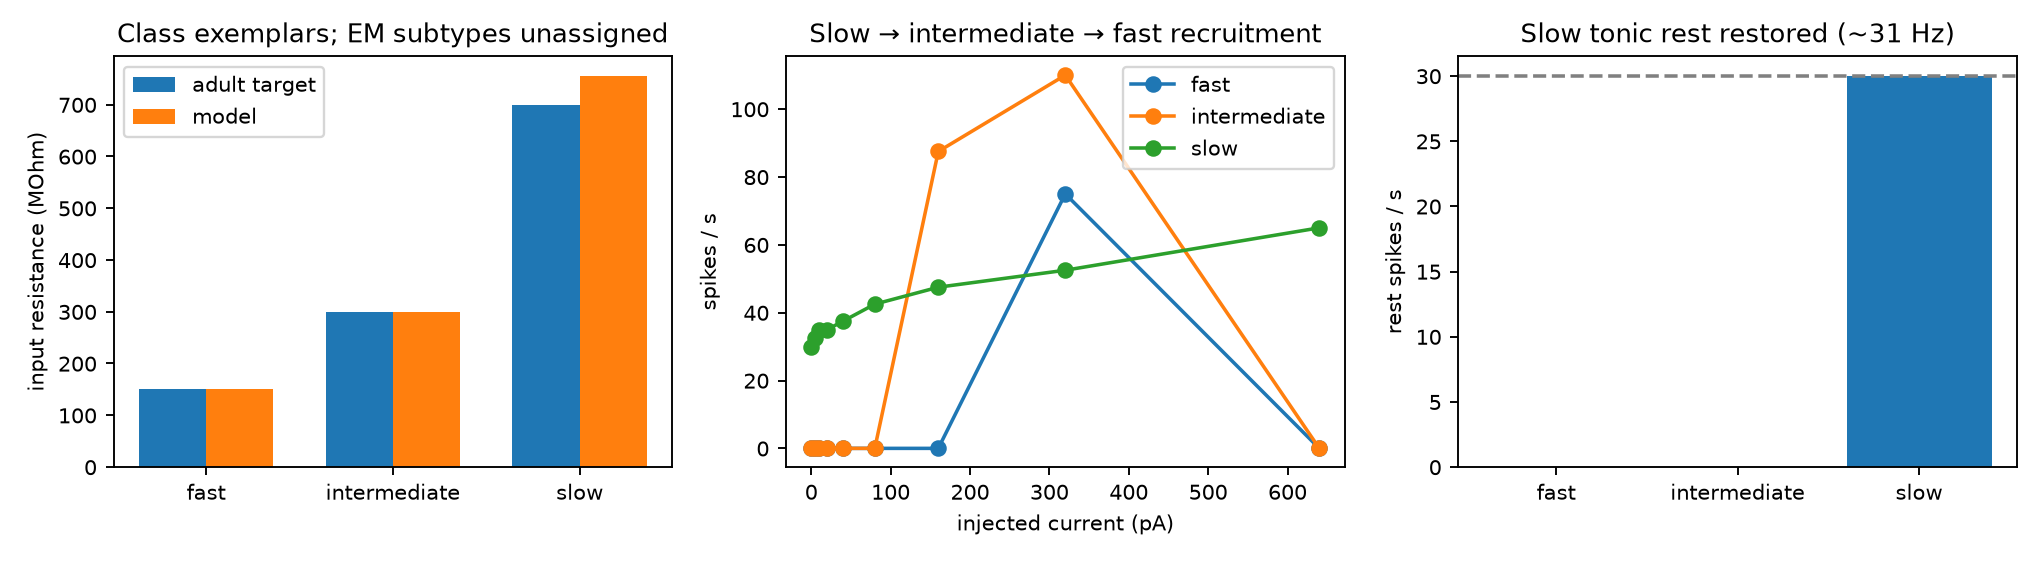 Class exemplars; EM subtypes unassigned
adult target
model
input resistance (MOhm)
700
600
500
400
300
200
100
0
fast
intermediate
slow
Slow → intermediate → fast recruitment
fast
intermediate
slow
spikes / s
100
80
60
40
20
0
0
100
200
300
400
500
600
injected current (pA)
Slow tonic rest restored (~31 Hz)
rest spikes / s
30
25
20
15
10
5
0
fast
intermediate
slow